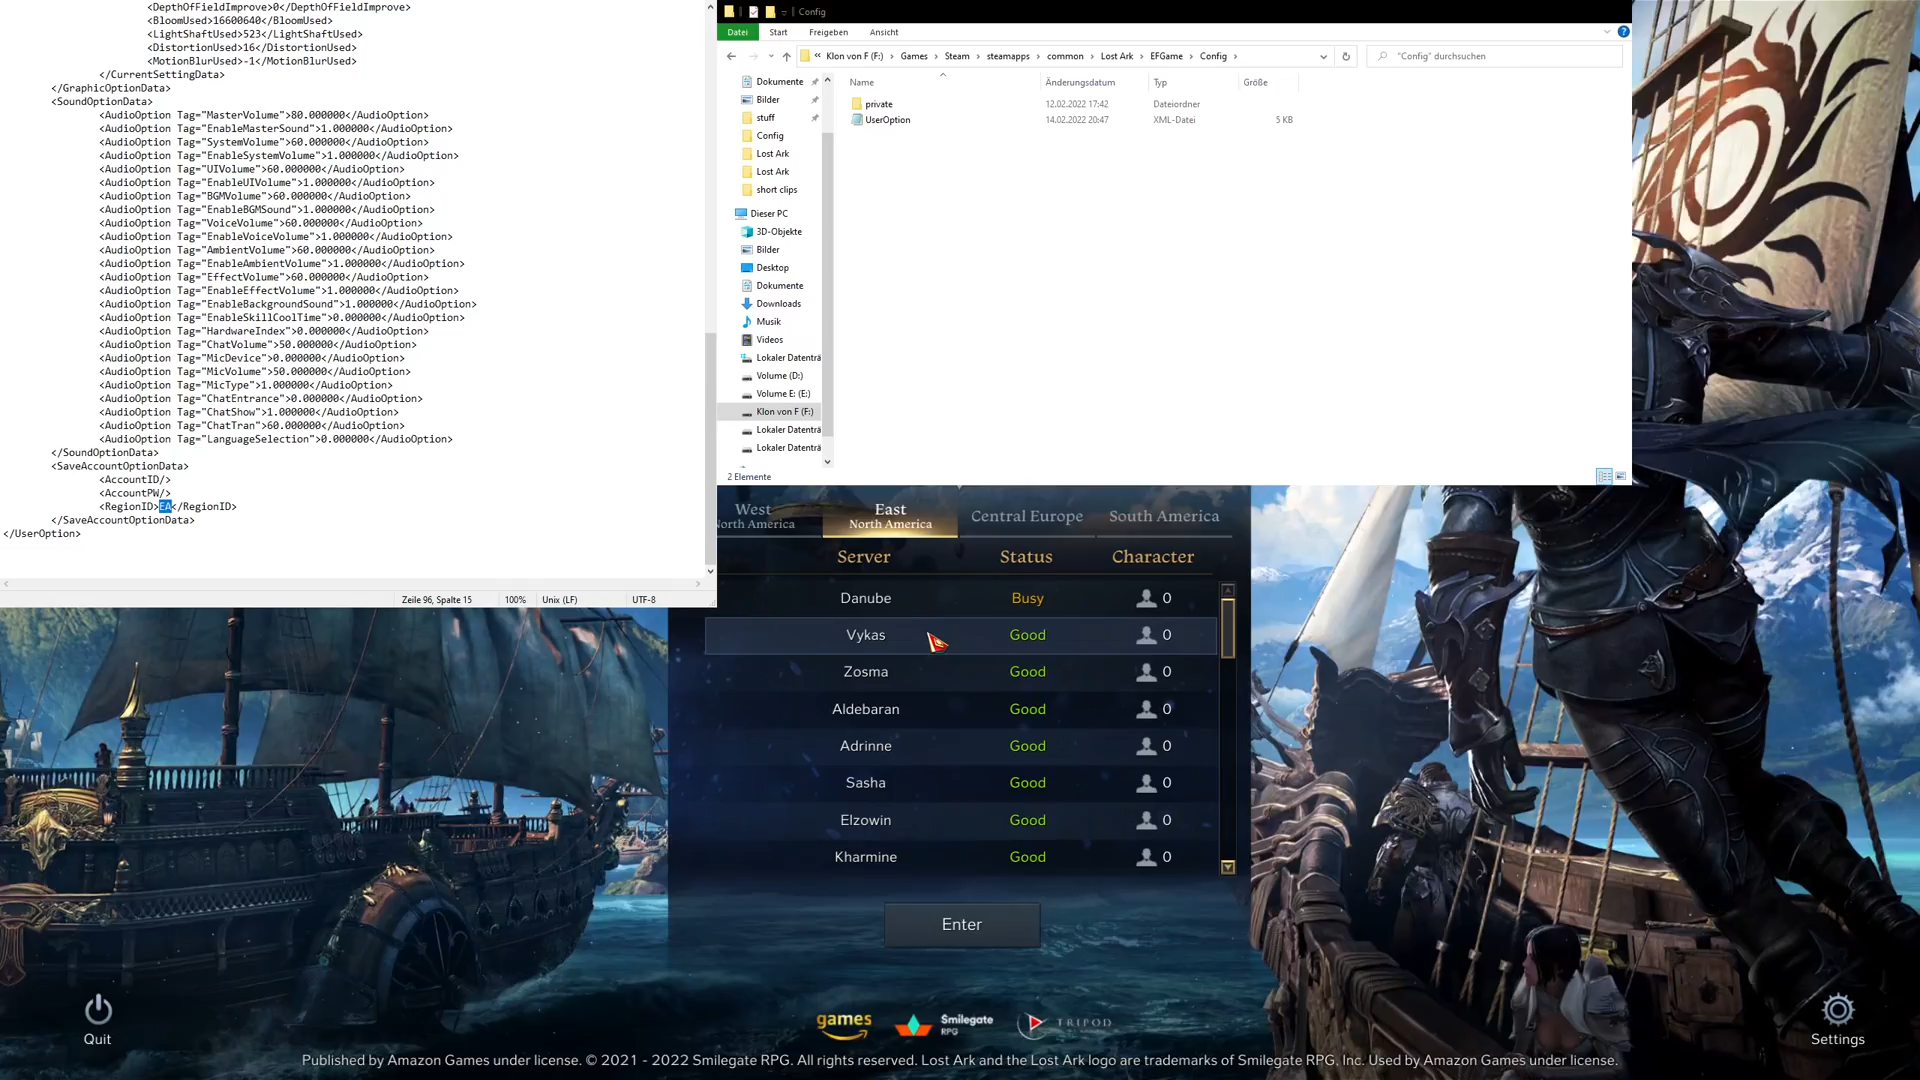 <DepthOfFieldImprove>0</DepthOfFieldImprove>
<BloomUsed>16600640</BloomUsed>
<LightShaftUsed>523</LightShaftUsed>
<DistortionUsed>16</DistortionUsed>
<MotionBlurUsed>-1</MotionBlurUsed>
</CurrentSettingData>
</GraphicOptionData>
<SoundOptionData>
<AudioOption Tag="MasterVolume">80.000000</AudioOption>
<AudioOption Tag="EnableMasterSound">1.000000</AudioOption>
<AudioOption Tag="SystemVolume">60.000000</AudioOption>
<AudioOption Tag="EnableSystemVolume">1.000000</AudioOption>
<AudioOption Tag="UIVolume">60.000000</AudioOption>
<AudioOption Tag="EnableUIVolume">1.000000</AudioOption>
<AudioOption Tag="BGMVolume">60.000000</AudioOption>
<AudioOption Tag="EnableBGMSound">1.000000</AudioOption>
<AudioOption Tag="VoiceVolume">60.000000</AudioOption>
<AudioOption Tag="EnableVoiceVolume">1.000000</AudioOption>
<AudioOption Tag="AmbientVolume">60.000000</AudioOption>
<AudioOption Tag="EnableAmbientVolume">1.000000</AudioOption>
<AudioOption Tag="EffectVolume">60.000000</AudioOption>
<AudioOption Tag="EnableEffectVolume">1.000000</AudioOption>
<AudioOption Tag="EnableBackgroundSound">1.000000</AudioOption>
<AudioOption Tag="EnableSkillCoolTime">0.000000</AudioOption>
<AudioOption Tag="HardwareIndex">0.000000</AudioOption>
<AudioOption Tag="ChatVolume">50.000000</AudioOption>
<AudioOption Tag="MicDevice">0.000000</AudioOption>
<AudioOption Tag="MicVolume">50.000000</AudioOption>
<AudioOption Tag="MicType">1.000000</AudioOption>
<AudioOption Tag="ChatEntrance">0.000000</AudioOption>
<AudioOption Tag="ChatShow">1.000000</AudioOption>
<AudioOption Tag="ChatTran">60.000000</AudioOption>
<AudioOption Tag="LanguageSelection">0.000000</AudioOption>
</SoundOptionData>
<SaveAccountOptionData>
<AccountID/>
<AccountPW/>
<RegionID>EA</RegionID>
</SaveAccountOptionData>
</UserOption>
Zeile 96, Spalte 15 100% Unix (LF) UTF-8
Config
Datei Start Freigeben Ansicht
« Klon von F (F:) › Games › Steam › steamapps › common › Lost Ark › EFGame › Config ›
"Config" durchsuchen
Dokumente
Bilder
stuff
Config
Lost Ark
Lost Ark
short clips
Dieser PC
3D-Objekte
Bilder
Desktop
Dokumente
Downloads
Musik
Videos
Lokaler Datenträ
Volume (D:)
Volume E: (E:)
Klon von F (F:)
Lokaler Datenträ
Lokaler Datenträ
Name Änderungsdatum Typ Größe
private 12.02.2022 17:42 Dateiordner
UserOption 14.02.2022 20:47 XML-Datei 5 KB
2 Elemente
West
North America
East
North America
Central Europe
South America
Server Status Character
Danube Busy 0
Vykas Good 0
Zosma Good 0
Aldebaran Good 0
Adrinne Good 0
Sasha Good 0
Elzowin Good 0
Kharmine Good 0
Enter
Quit
Settings
games
Smilegate
RPG
TRIPOD
Published by Amazon Games under license. © 2021 - 2022 Smilegate RPG. All rights reserved. Lost Ark and the Lost Ark logo are trademarks of Smilegate RPG, Inc. Used by Amazon Games under license.